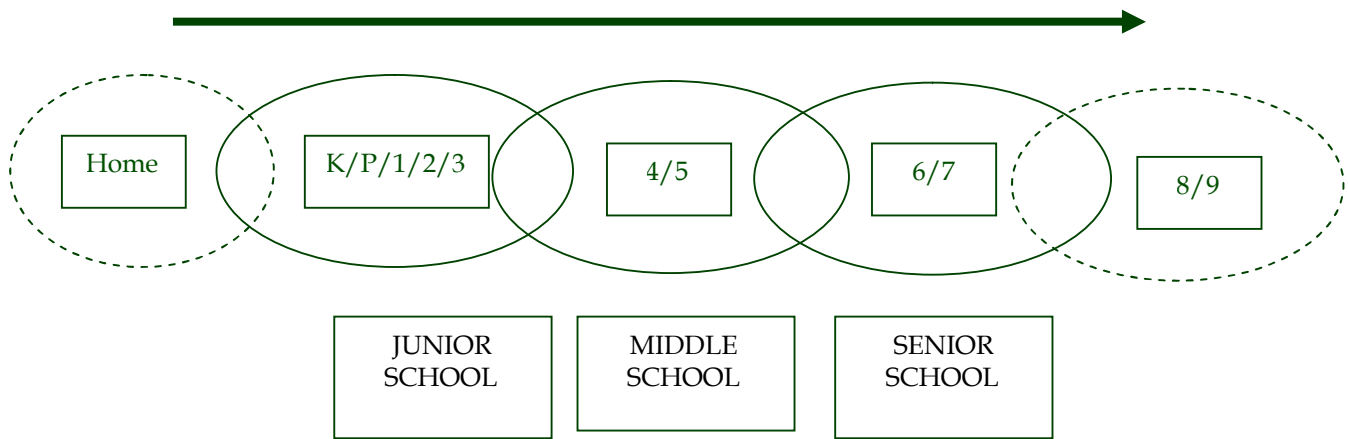 Home
K/P/1/2/3
4/5
6/7
8/9
JUNIOR
SCHOOL
MIDDLE
SCHOOL
SENIOR
SCHOOL